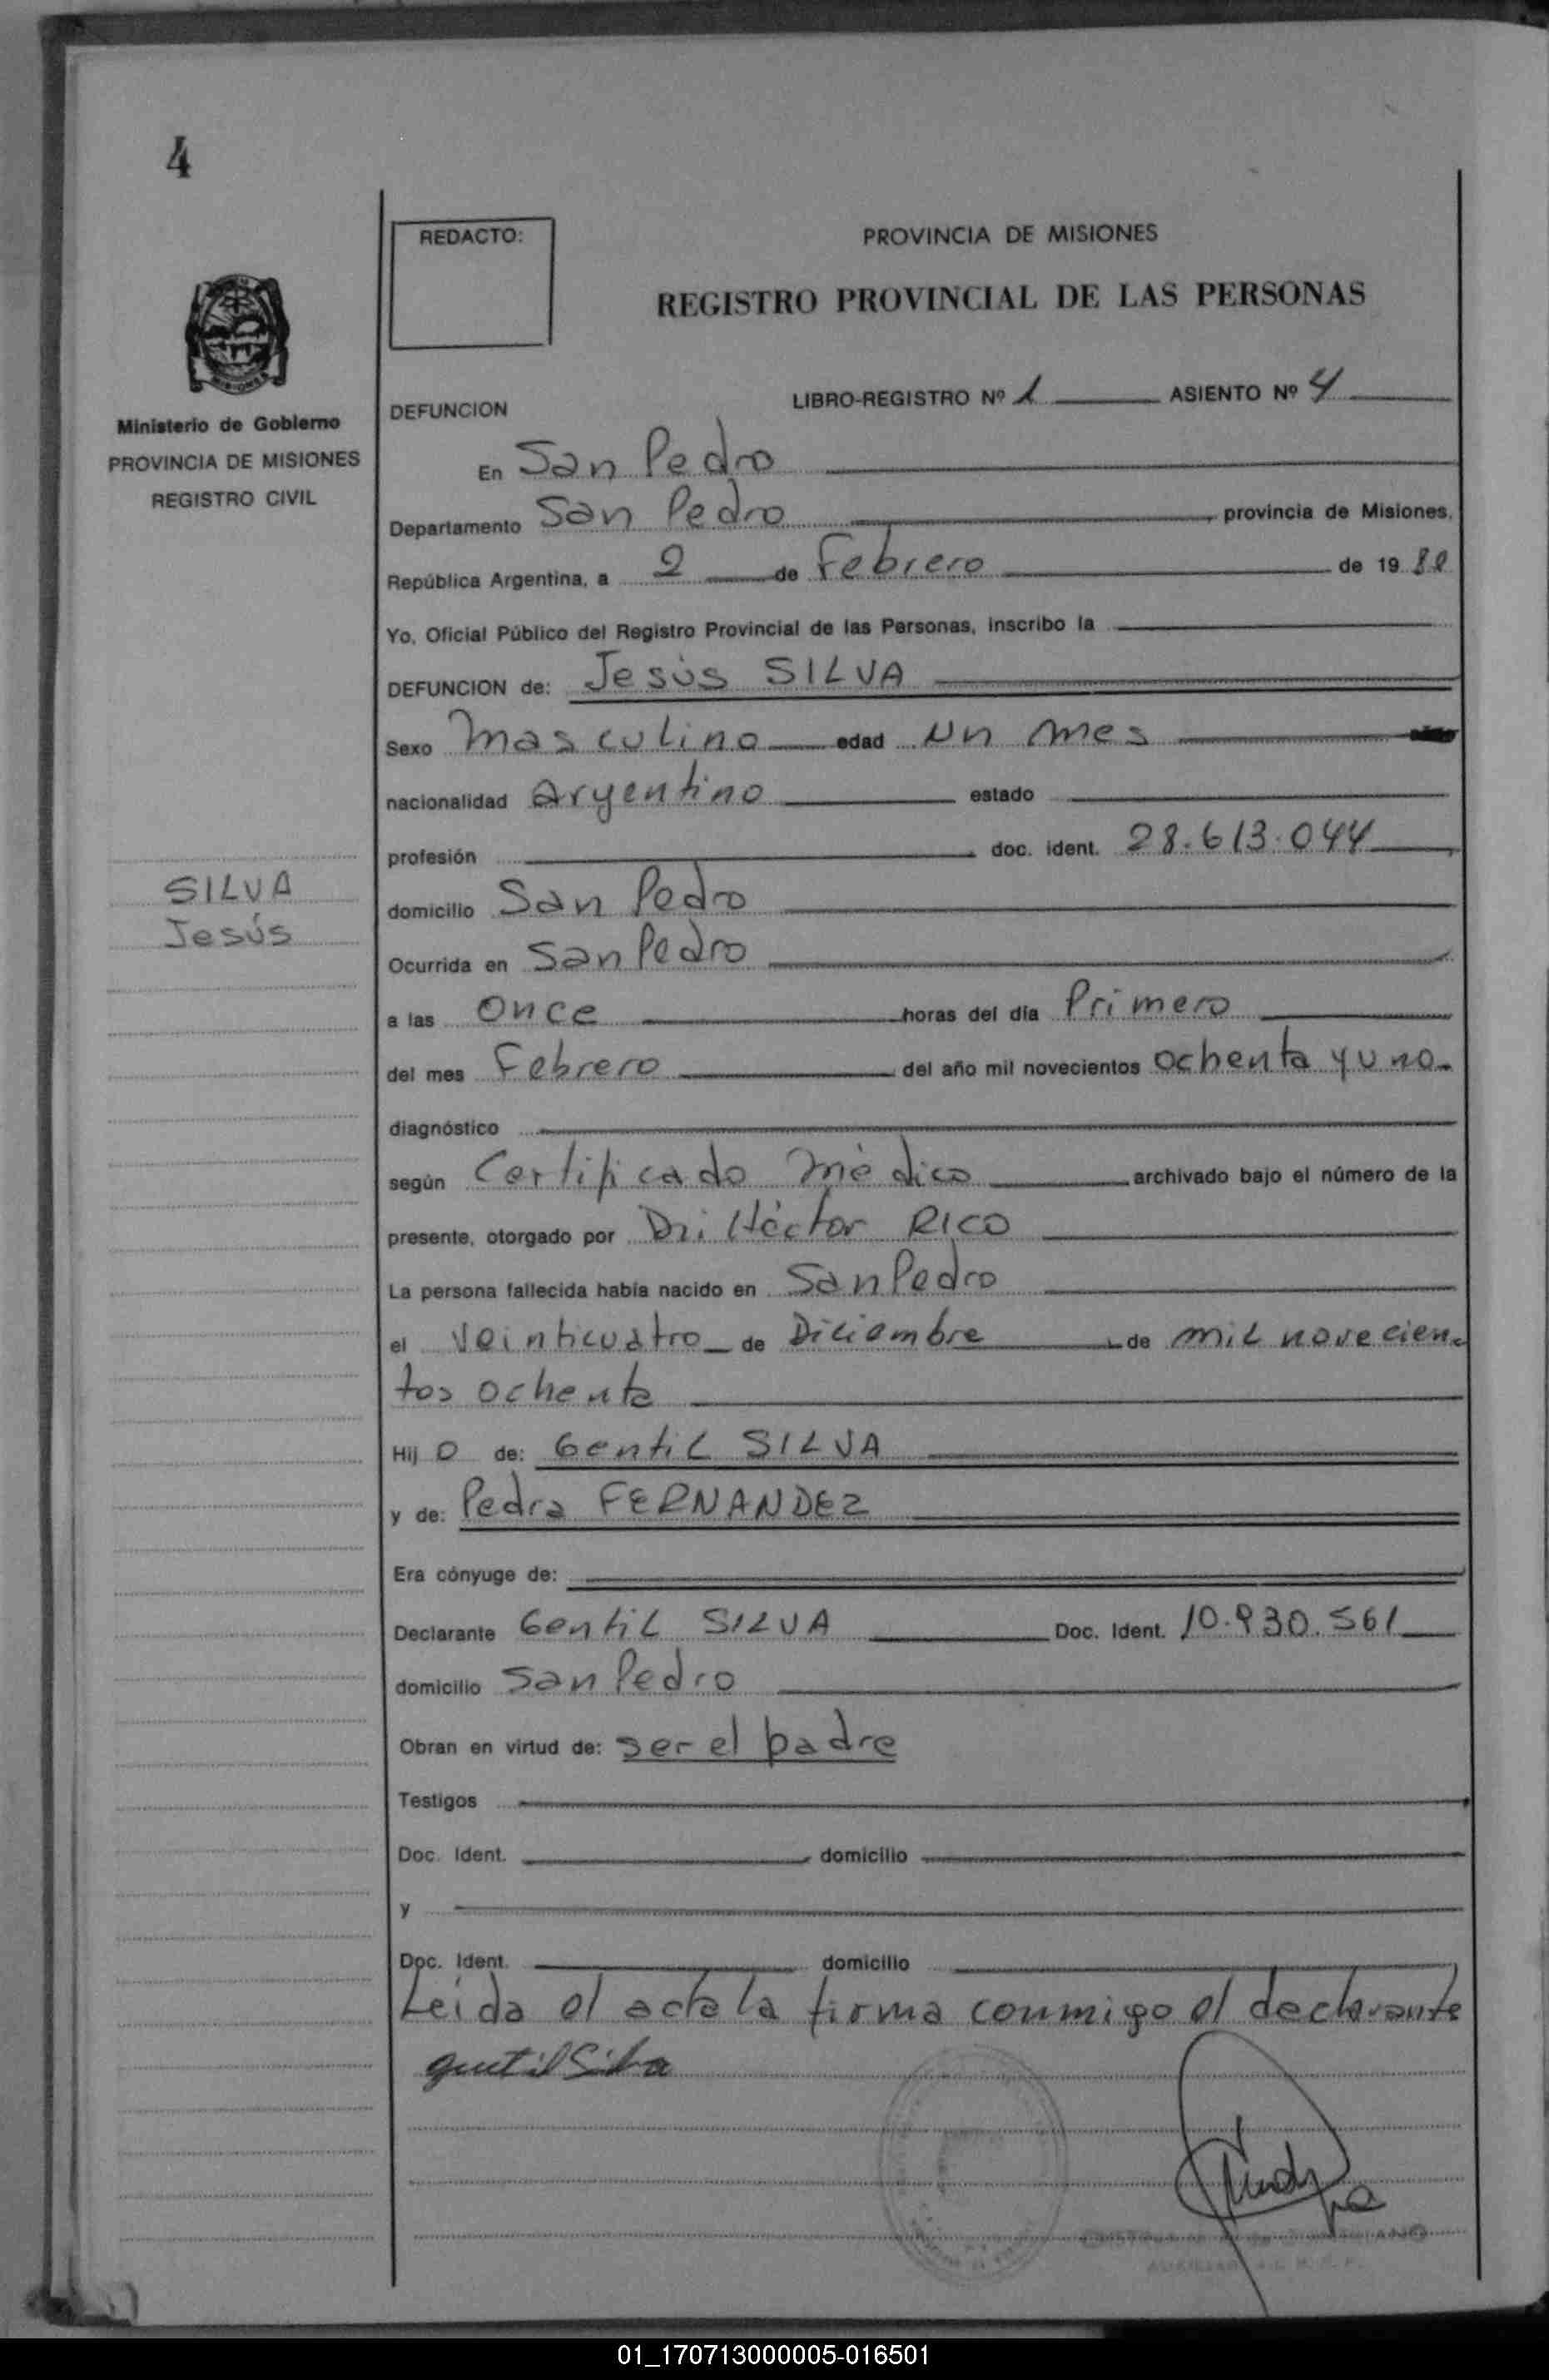 4
REDACTO:
PROVINCIA DE MISIONES
REGISTRO PROVINCIAL DE LAS PERSONAS
Ministerio de Gobierno
PROVINCIA DE MISIONES
REGISTRO CIVIL
DEFUNCION
LIBRO-REGISTRO Nº 1 ASIENTO Nº 4
En San Pedro
Departamento San Pedro provincia de Misiones,
República Argentina, a 2 de Febrero de 19
Yo, Oficial Público del Registro Provincial de las Personas, inscribo la
DEFUNCION de: Jesús SILVA
Sexo masculino edad un mes
nacionalidad Argentino estado
profesión doc. ident. 28.613.044
SILVA
Jesús
domicilio San Pedro
Ocurrida en San Pedro
a las Once horas del día Primero
del mes Febrero del año mil novecientos ochenta y uno
diagnóstico
según Certificado médico archivado bajo el número de la
presente, otorgado por Dr: Héctor RICO
La persona fallecida había nacido en San Pedro
el veinticuatro de Diciembre de mil novecien-
tos ochenta
Hijo de: Gentil SILVA
y de: Pedra FERNANDEZ
Era cónyuge de:
Declarante Gentil SILVA Doc. Ident. 10.930.561
domicilio San Pedro
Obran en virtud de: ser el padre
Testigos
Doc. Ident. domicilio
y
Doc. Ident. domicilio
Leida el acta la firma conmigo el declarante
gentil Silva
01_170713000005-016501